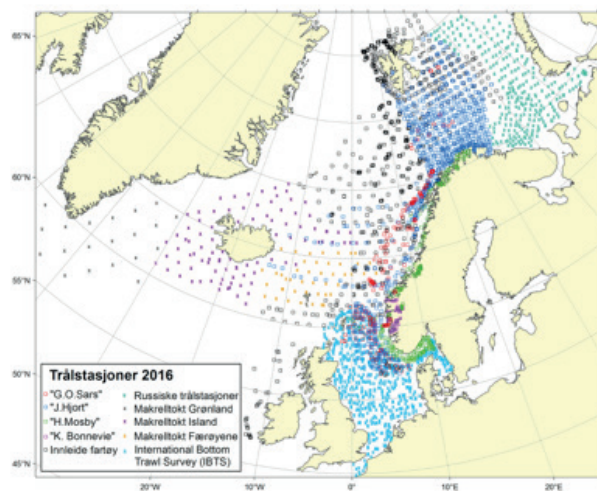 65°N
60°N
55°N
50°N
45°N
Trålstasjoner 2016
"G.O.Sars"
"J.Hjort"
"H.Mosby"
"K. Bonnevie"
Innleide fartøy
Russiske trålstasjoner
Makrelltokt Grønland
Makrelltokt Island
Makrelltokt Færøyene
International Bottom
Trawl Survey (IBTS)
20°W
10°W
0°
10°E
20°E